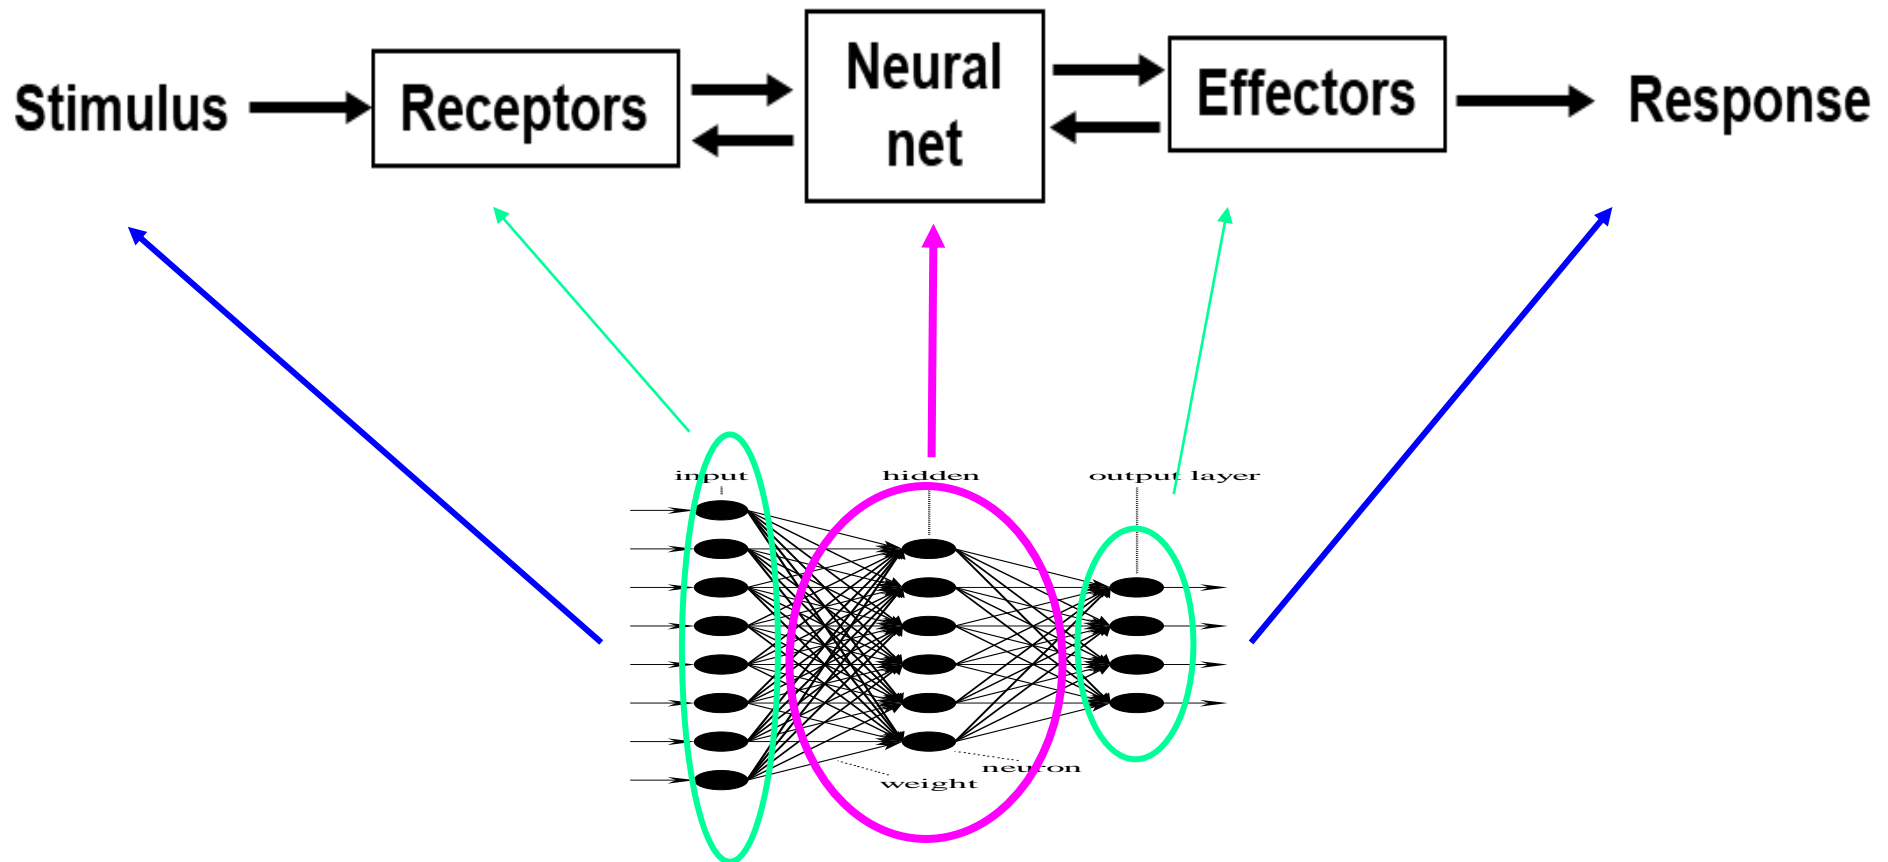 Stimulus
Receptors
Neural
net
Effectors
Response
input
hidden
output layer
weight
neuron